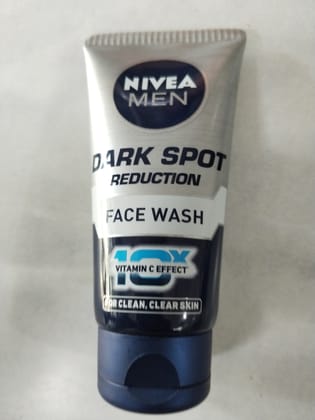 NIVEA
MEN
DARK SPOT
REDUCTION
FACE WASH
10X
VITAMIN C EFFECT
FOR CLEAN, CLEAR SKIN